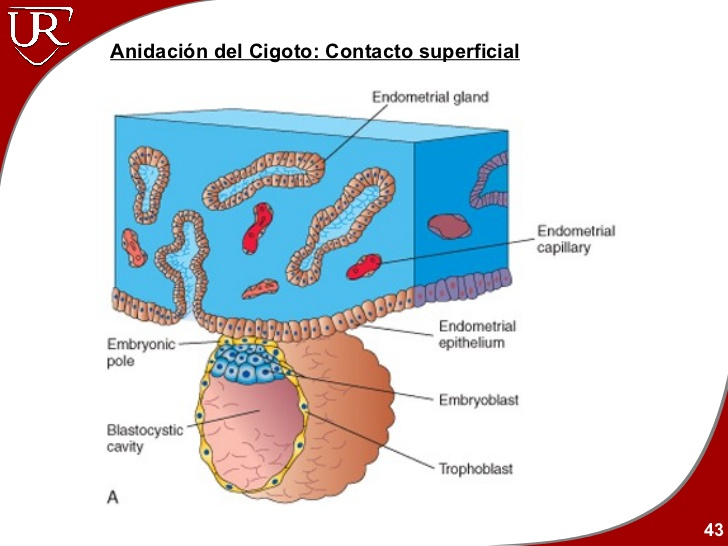 UR
Anidación del Cigoto: Contacto superficial
Endometrial gland
Endometrial
capillary
Endometrial
epithelium
Embryonic
pole
Embryoblast
Blastocystic
cavity
Trophoblast
A
43